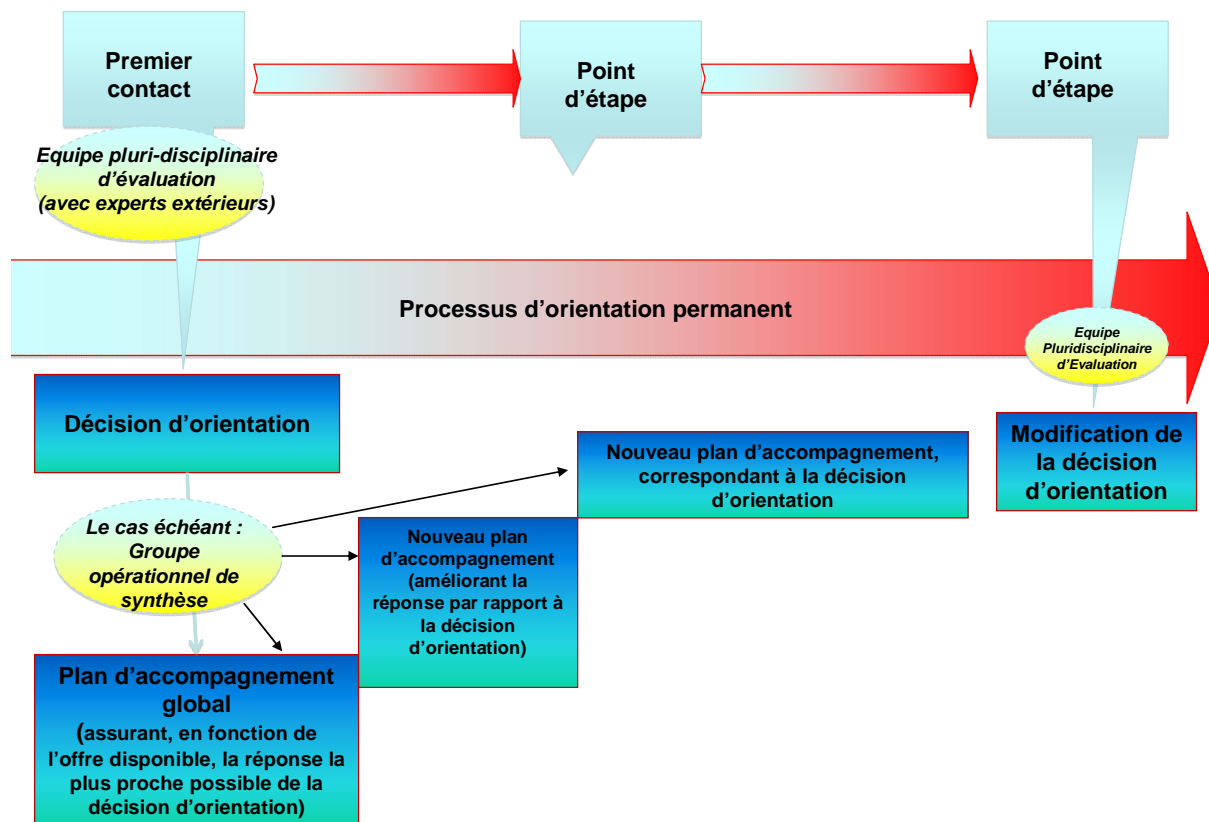 Premier
contact
Point
d'étape
Point
d'étape
Equipe pluri-disciplinaire
d'évaluation
(avec experts extérieurs)
Processus d'orientation permanent
Equipe
Pluridisciplinaire
d'Evaluation
Décision d'orientation
Modification de
la décision
d'orientation
Nouveau plan d'accompagnement,
correspondant à la décision
d'orientation
Le cas échéant :
Groupe
opérationnel de
synthèse
Nouveau plan
d'accompagnement
(améliorant la
réponse par rapport à
la décision
d'orientation)
Plan d'accompagnement
global
(assurant, en fonction de
l'offre disponible, la réponse la
plus proche possible de la
décision d'orientation)